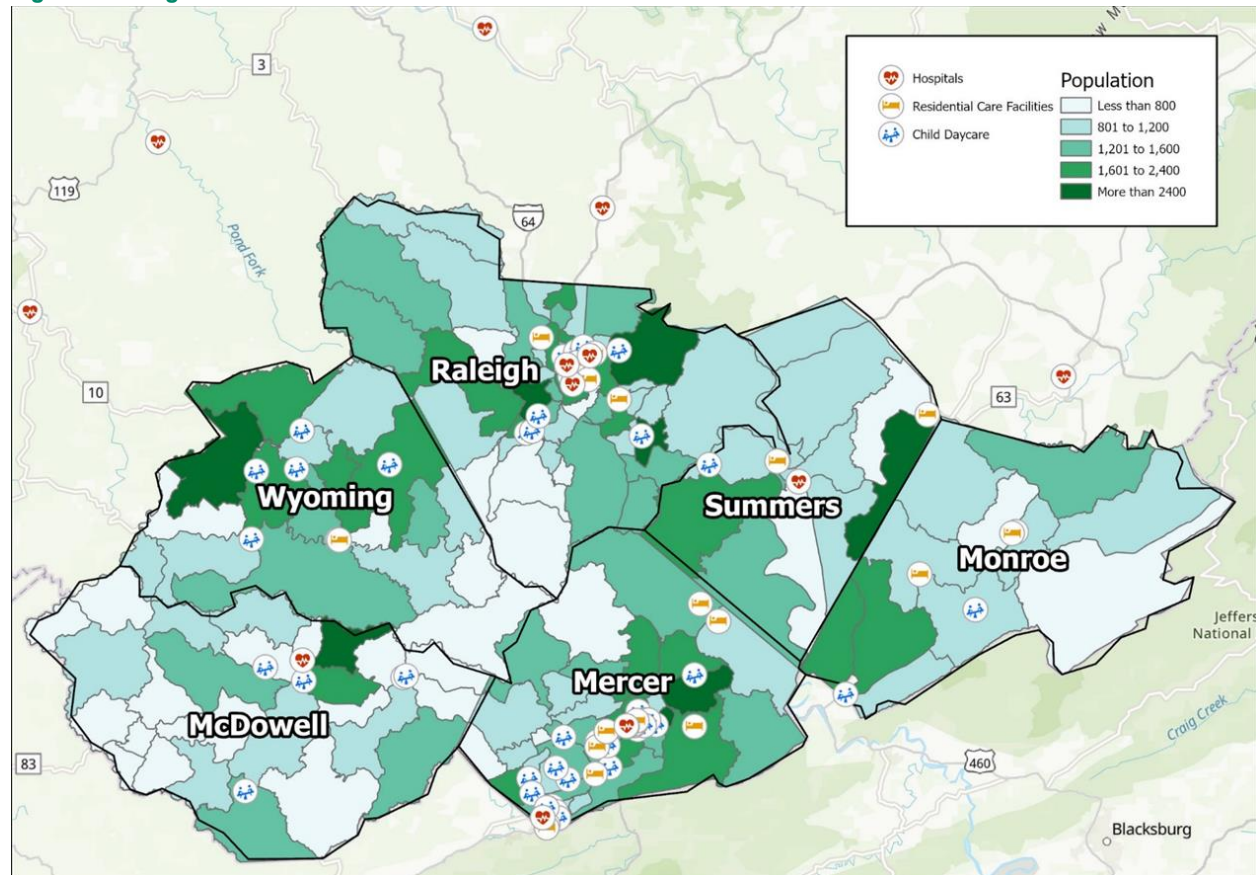 3
119
64
10
83
63
460
Pond Fork
Hospitals
Residential Care Facilities
Child Daycare
Population
Less than 800
801 to 1,200
1,201 to 1,600
1,601 to 2,400
More than 2400
Raleigh
Wyoming
Summers
Monroe
Mercer
McDowell
Jeffers
National
Craig Creek
Blacksburg